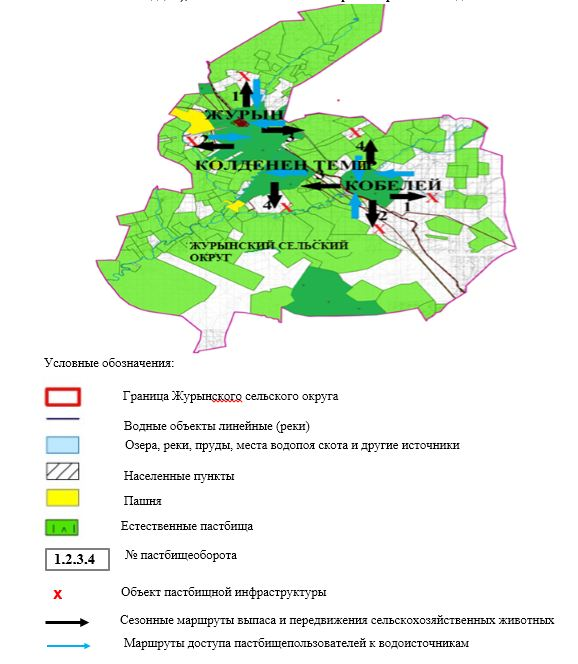 1
ЖУРЫН
2
3
4
КОЛДЕНЕН ТЕМИР
3
КОБЕЛЕЙ
1
4
2
ЖУРЫНСКИЙ СЕЛЬСКИЙ
ОКРУГ
Условные обозначения:
Граница Журынского сельского округа
Водные объекты линейные (реки)
Озера, реки, пруды, места водопоя скота и другие источники
Населенные пункты
Пашня
Естественные пастбища
1.2.3.4 № пастбищеоборота
X Объект пастбищной инфраструктуры
Сезонные маршруты выпаса и передвижения сельскохозяйственных животных
Маршруты доступа пастбищепользователей к водоисточникам